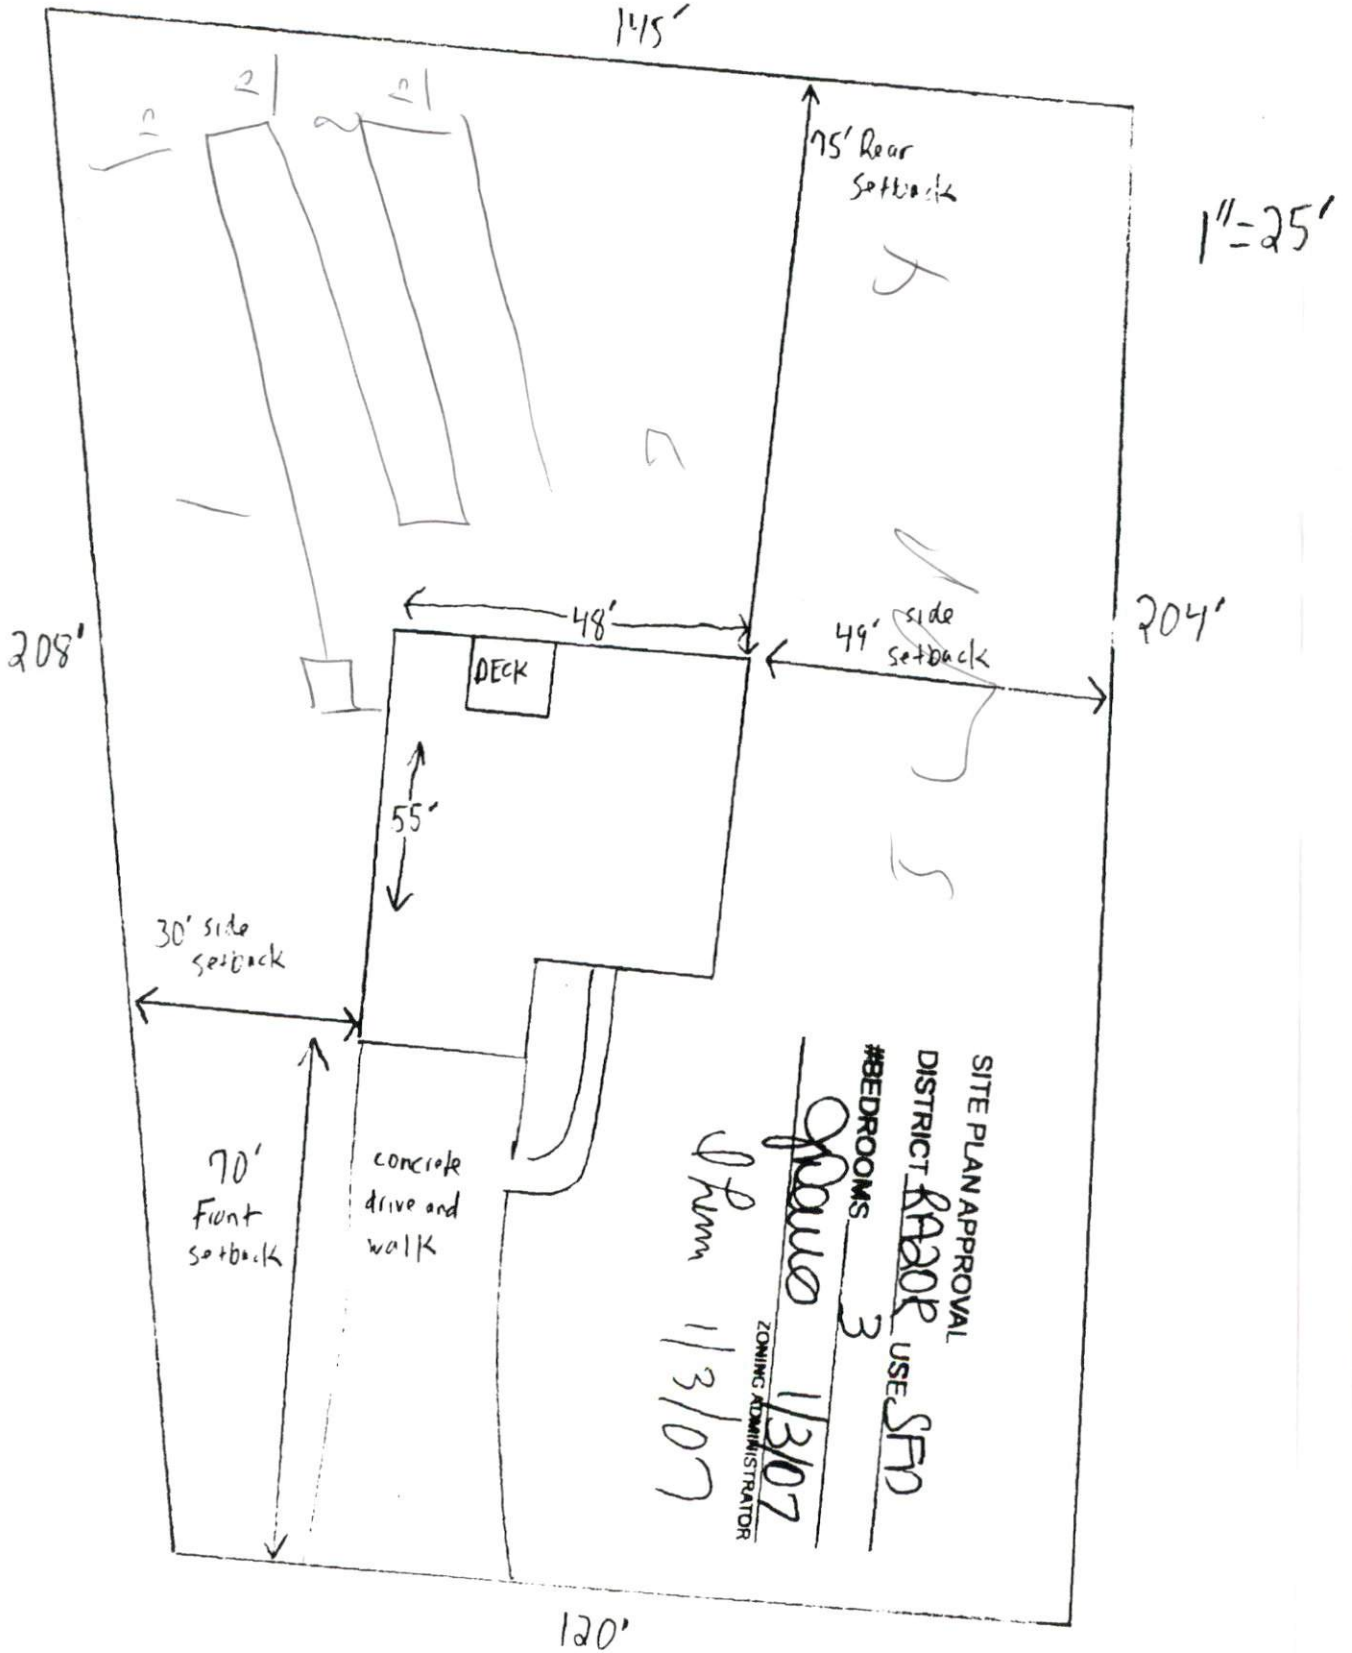 145'
75' Rear
setback
1"=25'
48'
49' side
setback
204'
208'
DECK
55'
30' side
setback
70'
Front
setback
concrete
drive and
walk
SITE PLAN APPROVAL
DISTRICT RA20R USE SFD
#BEDROOMS 3
1/3/07
ZONING ADMINISTRATOR
1/3/07
120'